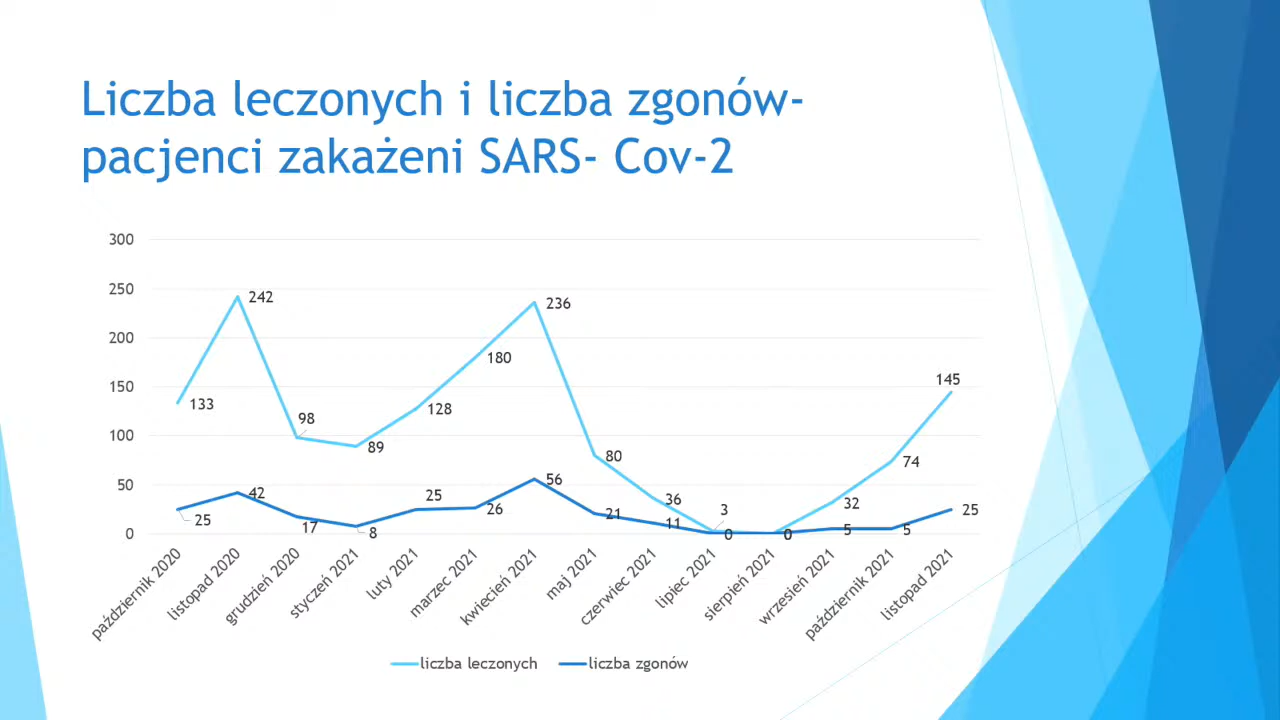 Liczba leczonych i liczba zgonów-
pacjenci zakażeni SARS- Cov-2
300
250
200
150
100
50
0
133
242
98
89
128
180
236
80
36
3
0
32
74
145
25
42
17
8
25
26
56
21
11
0
0
5
5
25
październik 2020
listopad 2020
grudzień 2020
styczeń 2021
luty 2021
marzec 2021
kwiecień 2021
maj 2021
czerwiec 2021
lipiec 2021
sierpień 2021
wrzesień 2021
październik 2021
listopad 2021
liczba leczonych
liczba zgonów